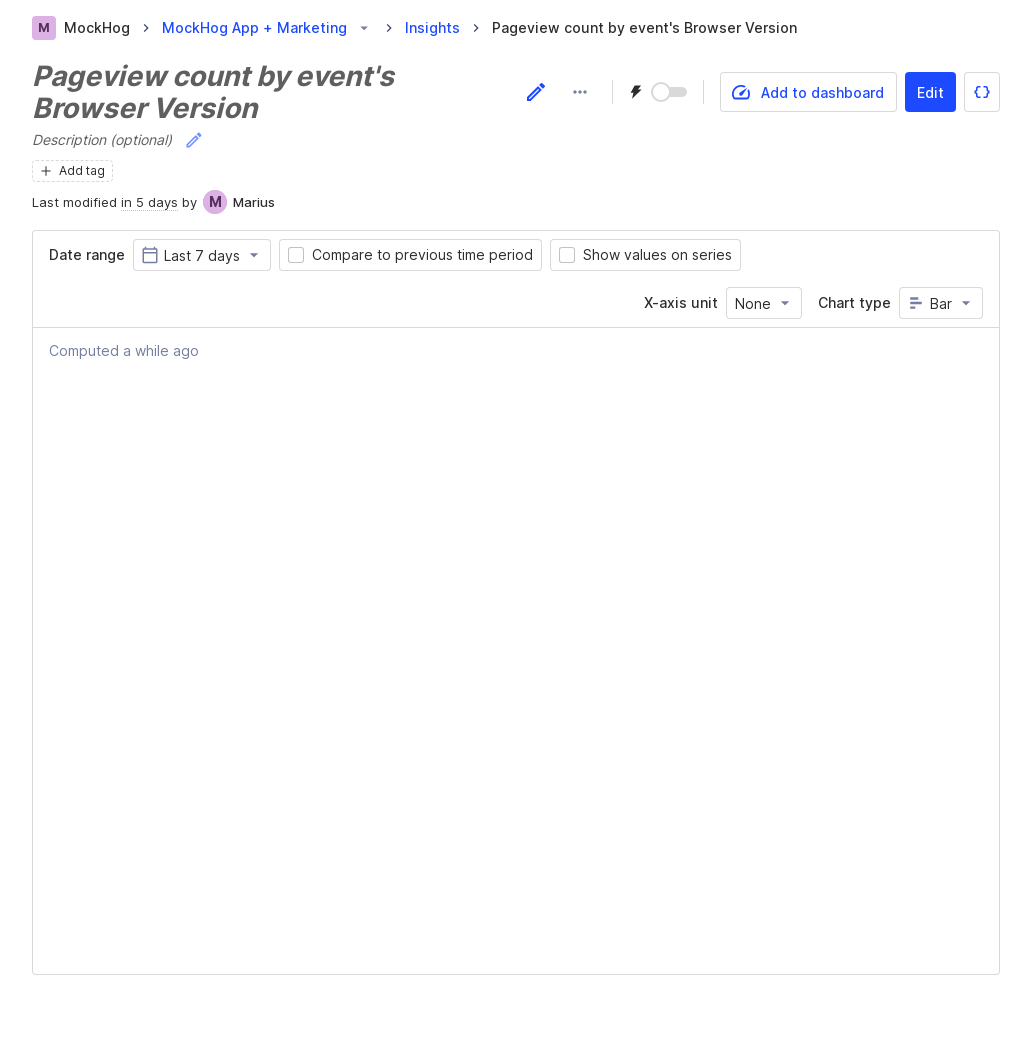 M MockHog MockHog App + Marketing Insights Pageview count by event's Browser Version
Pageview count by event's
Browser Version
Add to dashboard Edit
Description (optional)
Add tag
Last modified in 5 days by M Marius
Date range Last 7 days Compare to previous time period Show values on series
X-axis unit None Chart type Bar
Computed a while ago